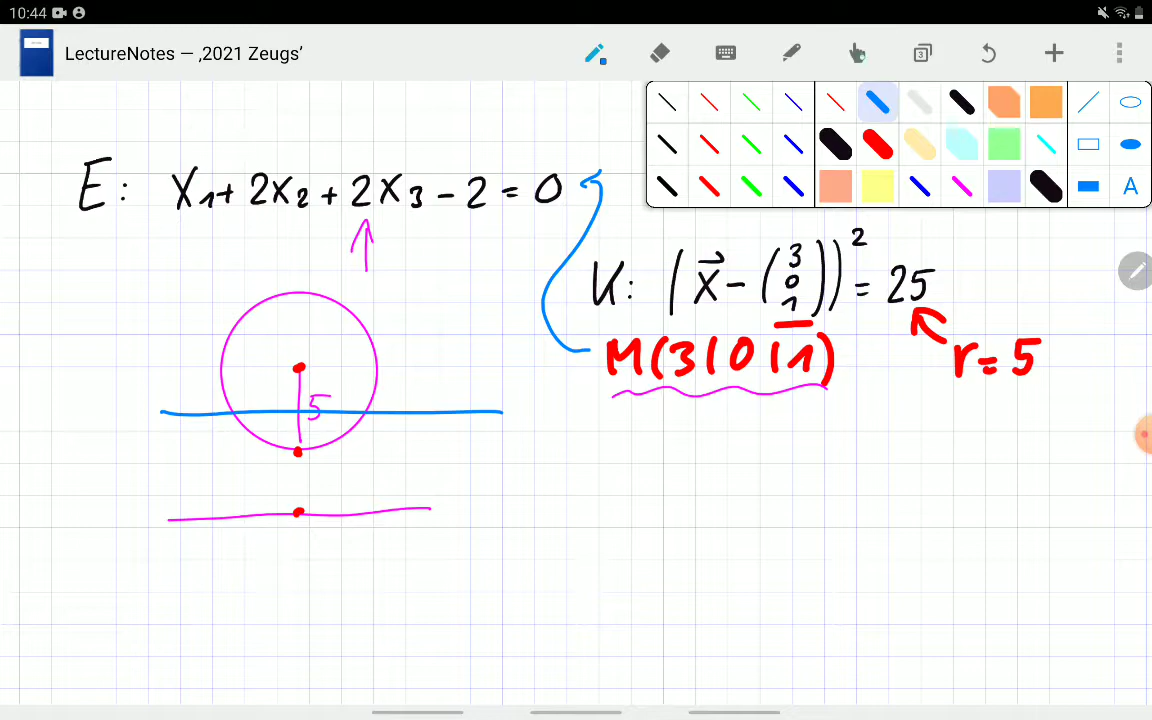 10:44
LectureNotes — ‚2021 Zeugs’
3
A
E: x₁ + 2x₂ + 2x₃ − 2 = 0
K: (x⃗ − (3 0 1))² = 25
M(3|0|1)
r = 5
5